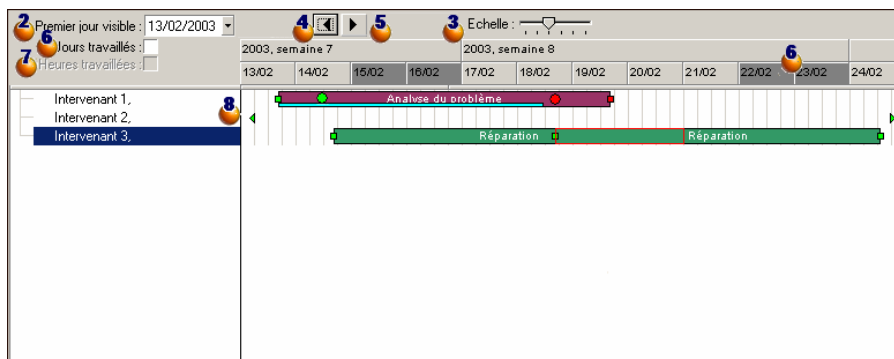 2 Premier jour visible : 13/02/2003 4 5 3 Echelle :
6 Jours travaillés :
7 Heures travaillées :
2003, semaine 7 2003, semaine 8 6
13/02 14/02 15/02 16/02 17/02 18/02 19/02 20/02 21/02 22/02 23/02 24/02
Intervenant 1, 8 Analyse du problème
Intervenant 2,
Intervenant 3, Réparation Réparation